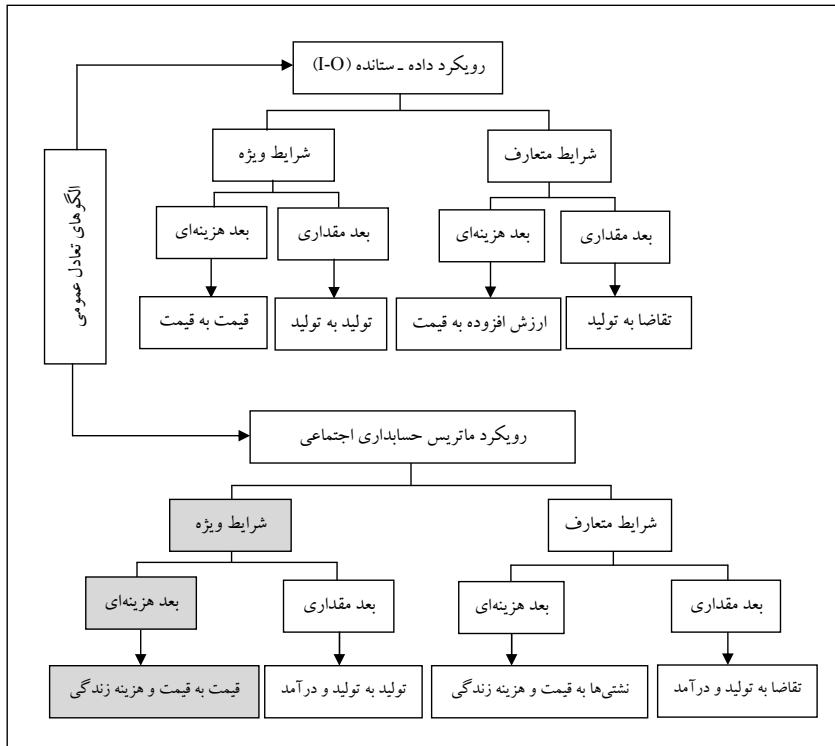 رویکرد داده ـ ستانده (I-O)
شرایط متعارف
شرایط ویژه
بعد مقداری
بعد هزینه‌ای
بعد مقداری
بعد هزینه‌ای
تقاضا به تولید
ارزش افزوده به قیمت
تولید به تولید
قیمت به قیمت
الگوهای تعادل عمومی
رویکرد ماتریس حسابداری اجتماعی
شرایط متعارف
شرایط ویژه
بعد مقداری
بعد هزینه‌ای
بعد مقداری
بعد هزینه‌ای
تقاضا به تولید و درآمد
نشتی‌ها به قیمت و هزینه زندگی
تولید به تولید و درآمد
قیمت به قیمت و هزینه زندگی